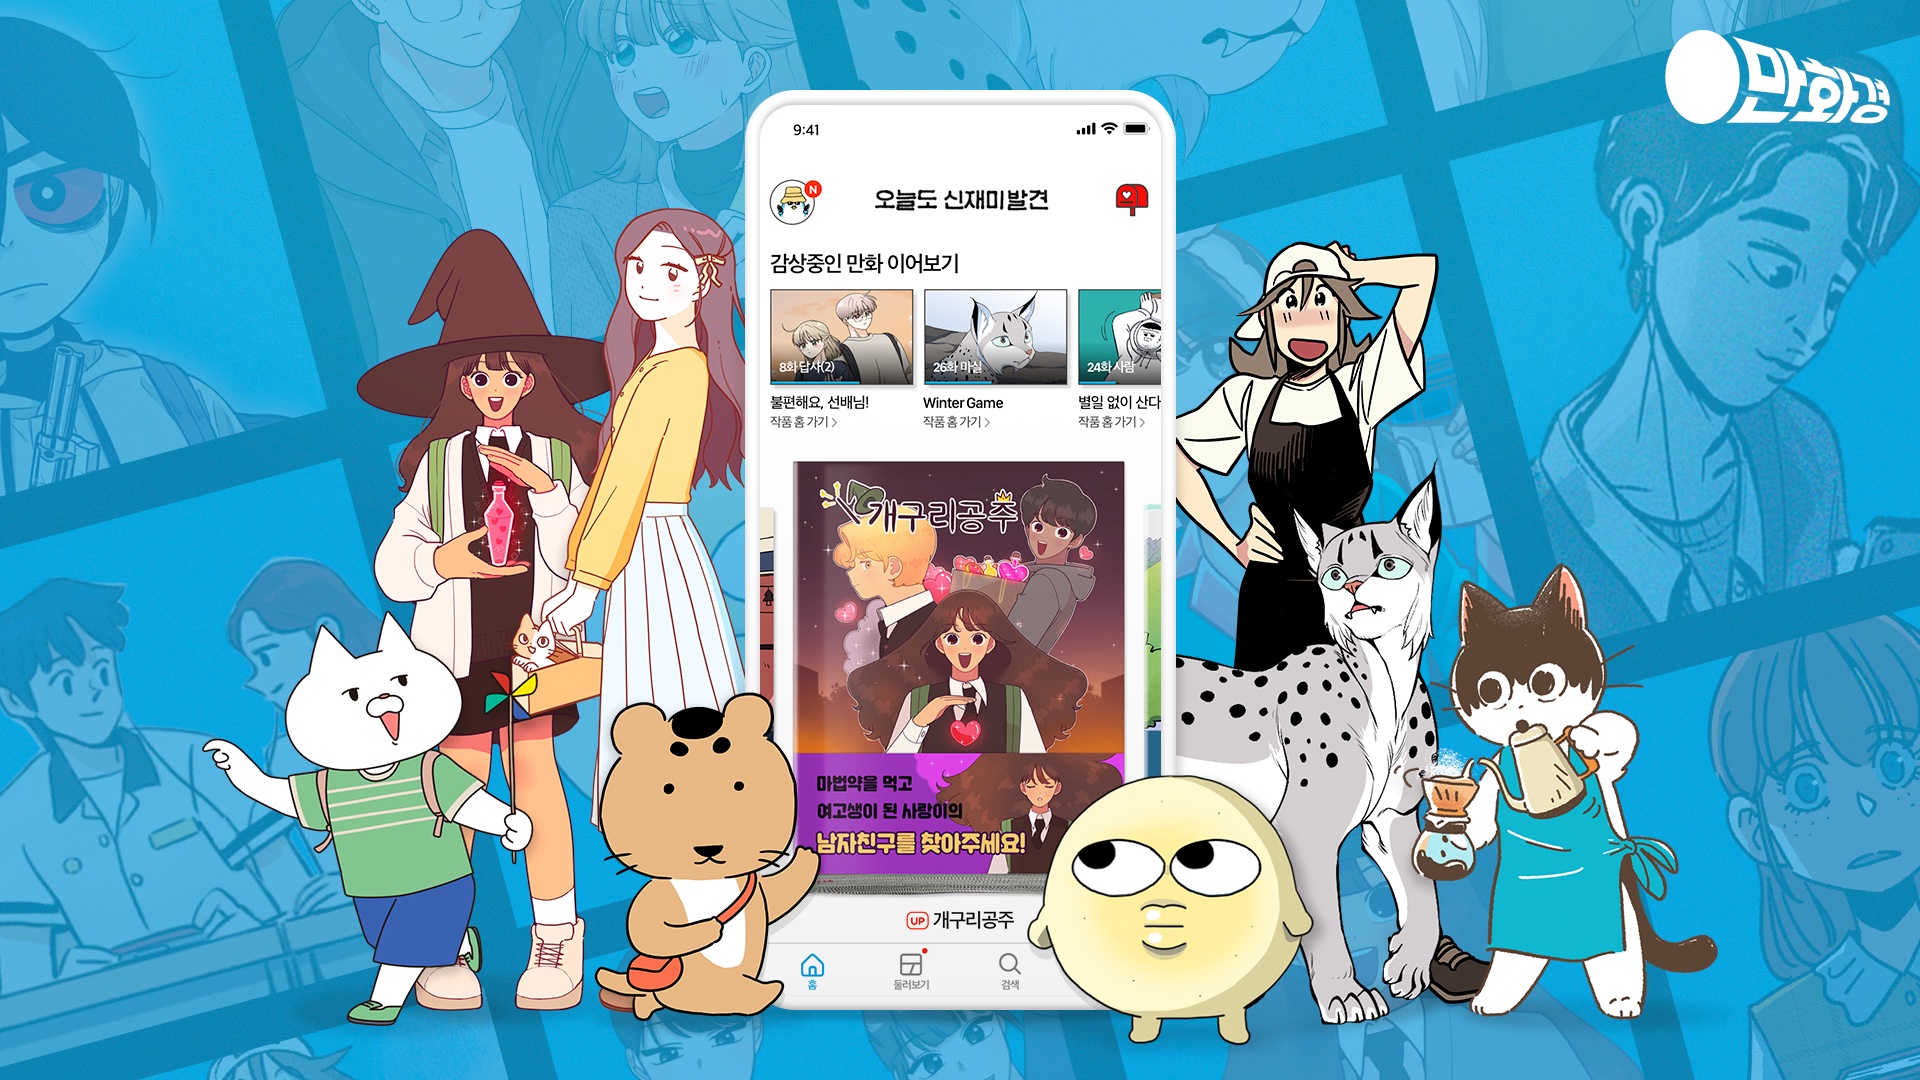 만화경
9:41
N
오늘도 신재미발견
감상중인 만화 이어보기
8화 답사(2)
26화 마실
24화 사람
불편해요, 선배님!
Winter Game
별일 없이 산다
작품 홈 가기 >
작품 홈 가기 >
작품 홈 가기 >
개구리공주
마법약을 먹고
여고생이 된 사랑이의
남자친구를 찾아주세요!
UP 개구리공주
홈
둘러보기
검색